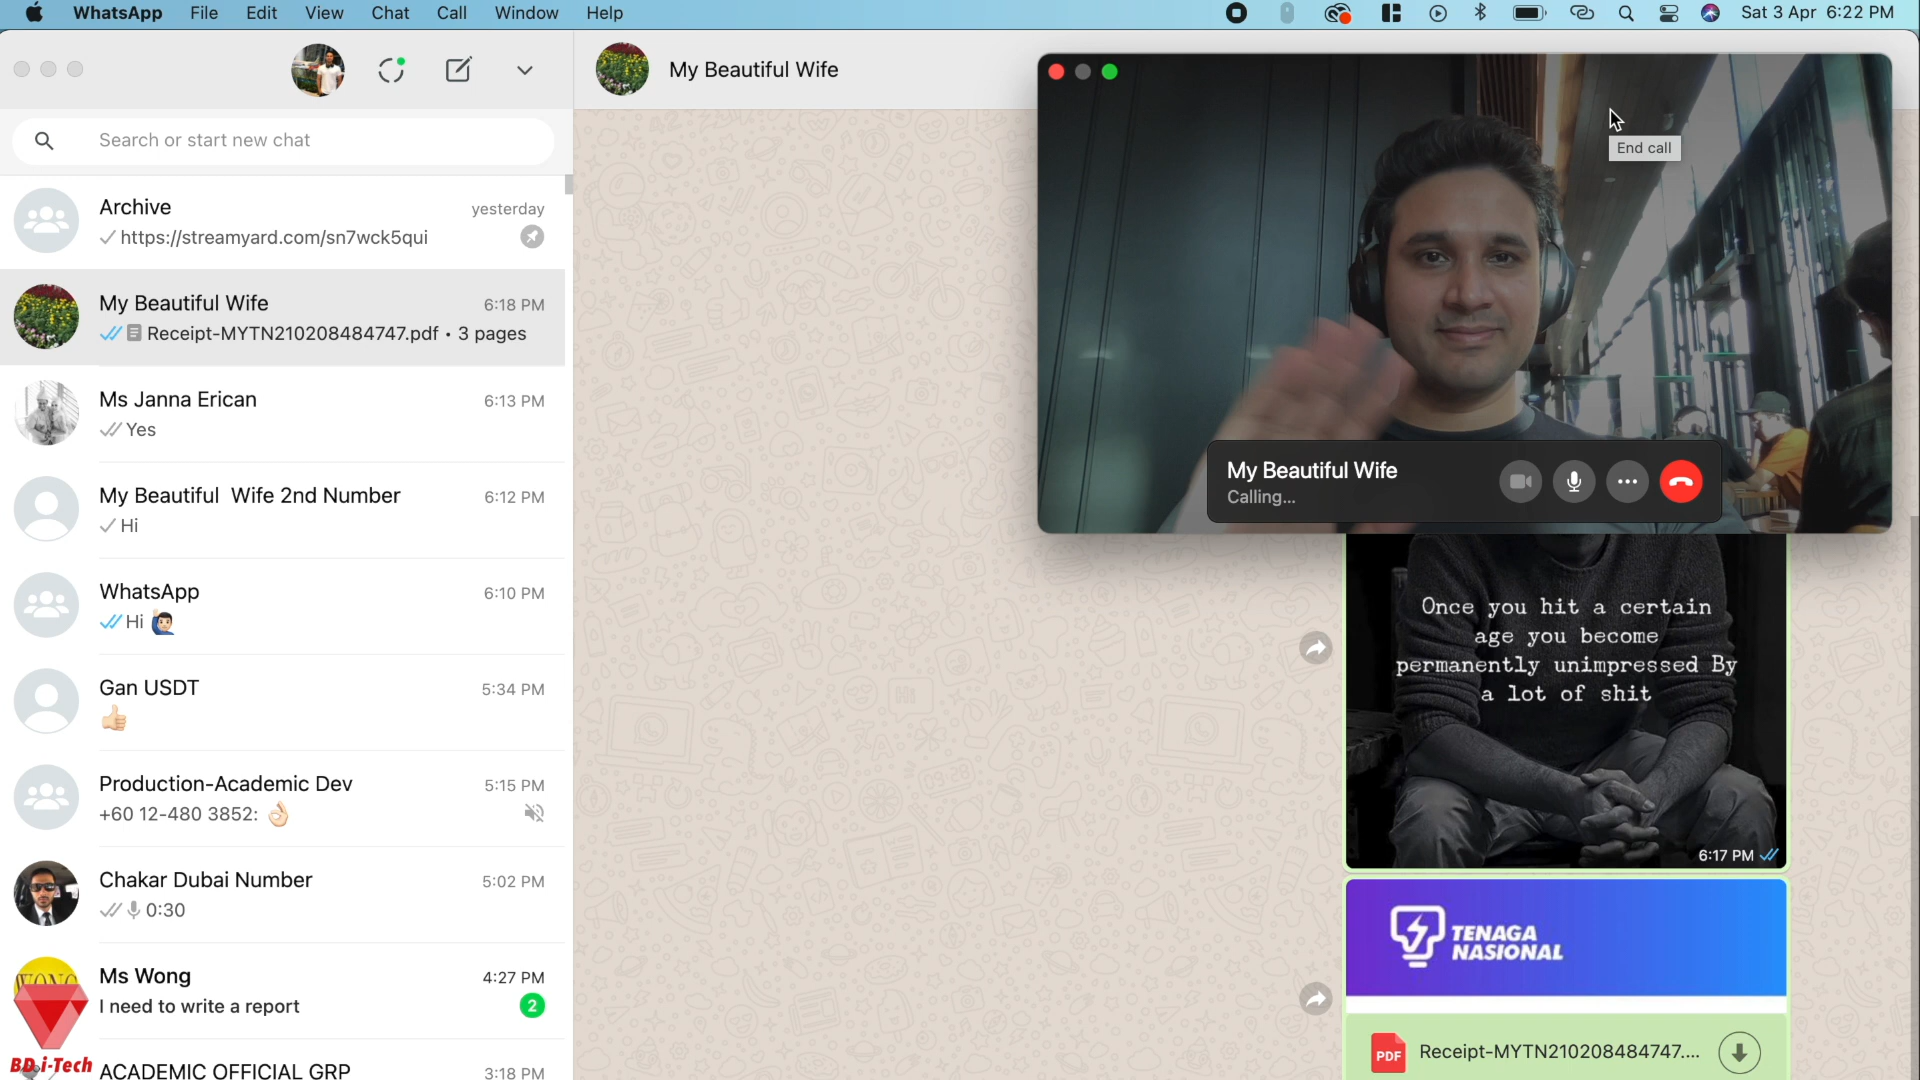 WhatsApp File Edit View Chat Call Window Help
Sat 3 Apr 6:22 PM
My Beautiful Wife
End call
Search or start new chat
Archive yesterday
https://streamyard.com/sn7wck5qui
My Beautiful Wife 6:18 PM
Receipt-MYTN210208484747.pdf • 3 pages
Ms Janna Erican 6:13 PM
Yes
My Beautiful Wife 2nd Number 6:12 PM
Hi
WhatsApp 6:10 PM
Hi 🙋🏻‍♂️
Gan USDT 5:34 PM
👍🏻
Production-Academic Dev 5:15 PM
+60 12-480 3852: 👌🏻
Chakar Dubai Number 5:02 PM
0:30
WONG
Ms Wong 4:27 PM
I need to write a report 2
BD i-Tech
ACADEMIC OFFICIAL GRP 3:18 PM
My Beautiful Wife
Calling...
Once you hit a certain
age you become
permanently unimpressed By
a lot of shit
6:17 PM
TENAGA
NASIONAL
PDF Receipt-MYTN210208484747....